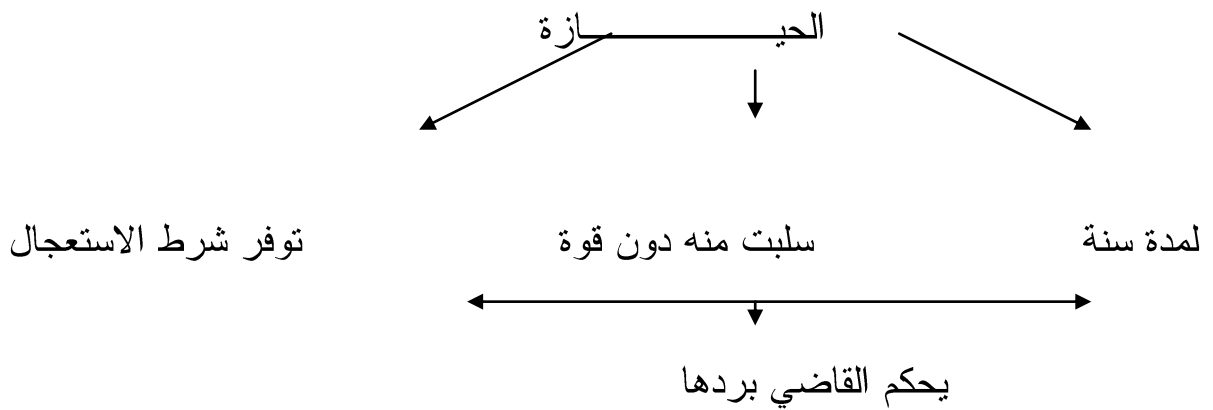 الحيـــــــــــازة
لمدة سنة
سلبت منه دون قوة
توفر شرط الاستعجال
يحكم القاضي بردها